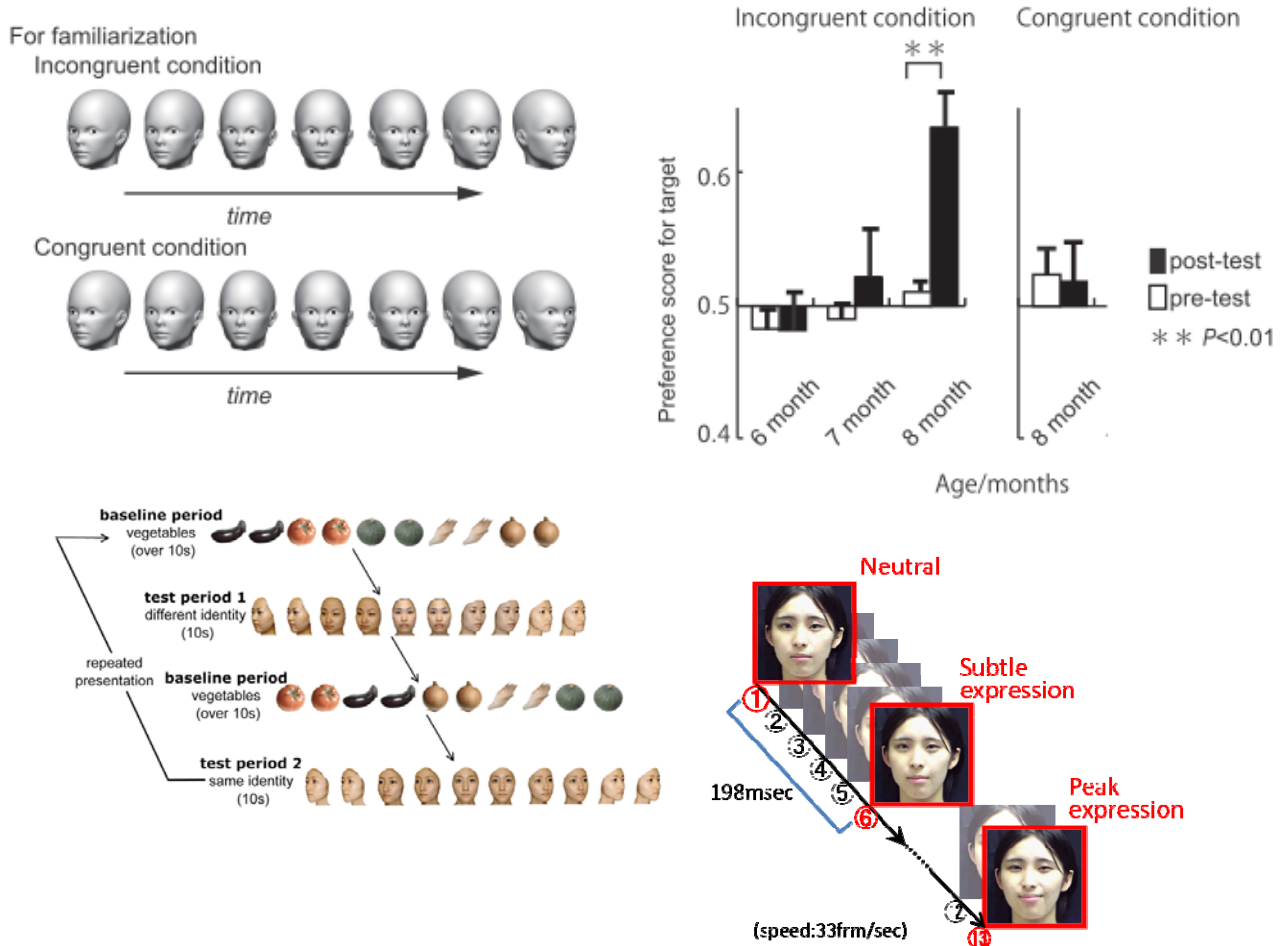 For familiarization
Incongruent condition
time
Congruent condition
time
Incongruent condition
Congruent condition
* *
Preference score for target
0.6
0.5
0.4
6 month
7 month
8 month
8 month
Age/months
post-test
pre-test
* * P<0.01
baseline period
vegetables
(over 10s)
test period 1
different identity
(10s)
repeated
presentation
baseline period
vegetables
(over 10s)
test period 2
same identity
(10s)
Neutral
Subtle
expression
Peak
expression
1
2
3
4
5
6
198msec
2
13
(speed:33frm/sec)